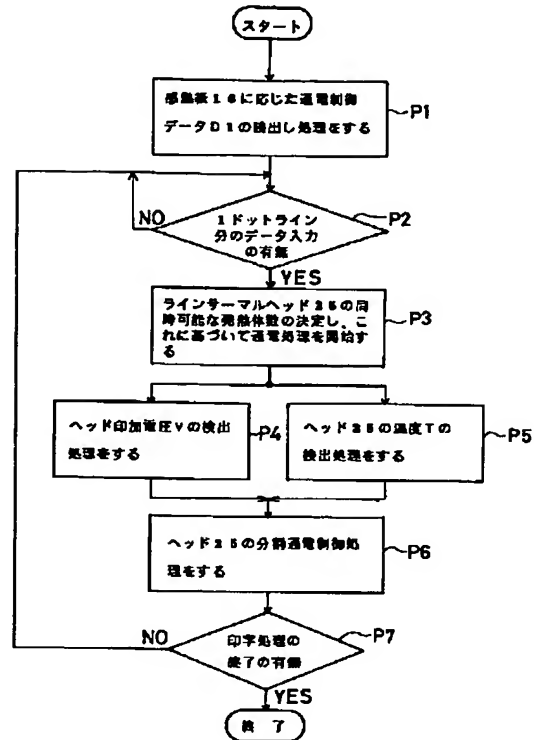 スタート
感熱板16に応じた通電制御
データD1の検出し処理をする
P1
NO
1ドットライン
分のデータ入力
の有無
P2
YES
ラインサーマルヘッド25の同
時可能な発熱体数の決定し、こ
れに基づいて通電処理を開始す
る
P3
ヘッド印加電圧Vの検出
処理をする
P4
ヘッド25の温度Tの
検出処理をする
P5
ヘッド25の分割通電制御処
理をする
P6
NO
印字処理の
終了の有無
P7
YES
終 了